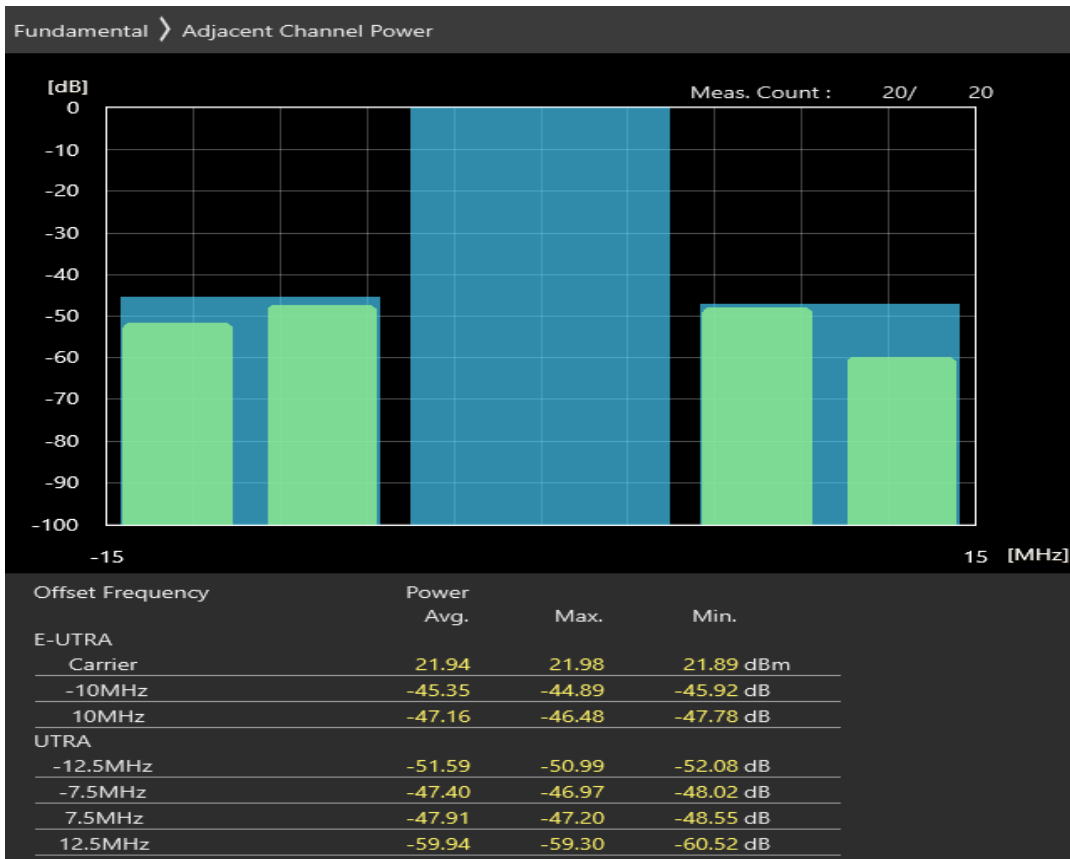 Fundamental 〉 Adjacent Channel Power
[dB]
Meas. Count : 20/ 20
0
-10
-20
-30
-40
-50
-60
-70
-80
-90
-100
-15 15 [MHz]
Offset Frequency Power
Avg. Max. Min.
E-UTRA
Carrier 21.94 21.98 21.89 dBm
-10MHz -45.35 -44.89 -45.92 dB
10MHz -47.16 -46.48 -47.78 dB
UTRA
-12.5MHz -51.59 -50.99 -52.08 dB
-7.5MHz -47.40 -46.97 -48.02 dB
7.5MHz -47.91 -47.20 -48.55 dB
12.5MHz -59.94 -59.30 -60.52 dB